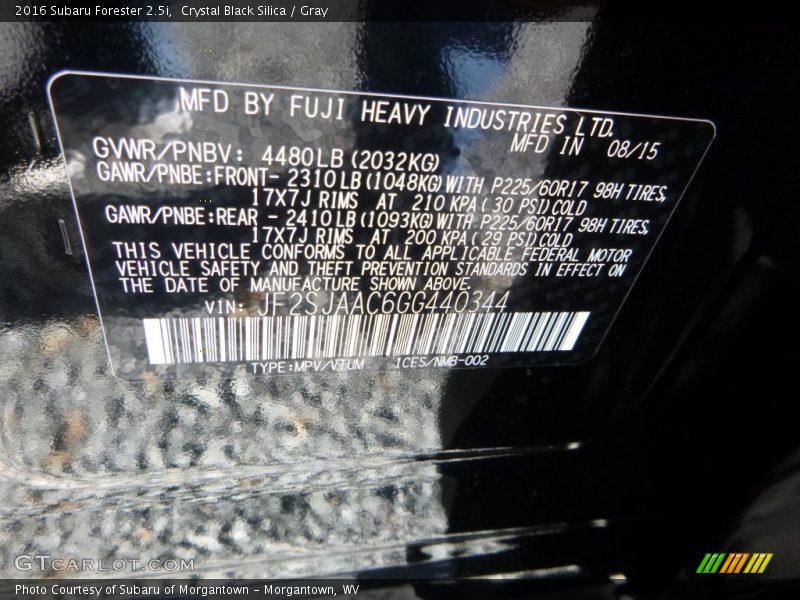 2016 Subaru Forester 2.5i, Crystal Black Silica / Gray
MFD BY FUJI HEAVY INDUSTRIES LTD.
MFD IN 08/15
GVWR/PNBV: 4480LB (2032KG)
GAWR/PNBE:FRONT- 2310LB (1048KG) WITH P225/60R17 98H TIRES,
17X7J RIMS AT 210 KPA ( 30 PSI) COLD
GAWR/PNBE:REAR - 2410LB (1093KG) WITH P225/60R17 98H TIRES,
17X7J RIMS AT 200 KPA ( 29 PSI) COLD
THIS VEHICLE CONFORMS TO ALL APPLICABLE FEDERAL MOTOR
VEHICLE SAFETY AND THEFT PREVENTION STANDARDS IN EFFECT ON
THE DATE OF MANUFACTURE SHOWN ABOVE.
VIN: JF2SJAAC6GG440344
TYPE:MPV/VTUM ICES/NMB-002
GTCARLOT.COM
Photo Courtesy of Subaru of Morgantown - Morgantown, WV